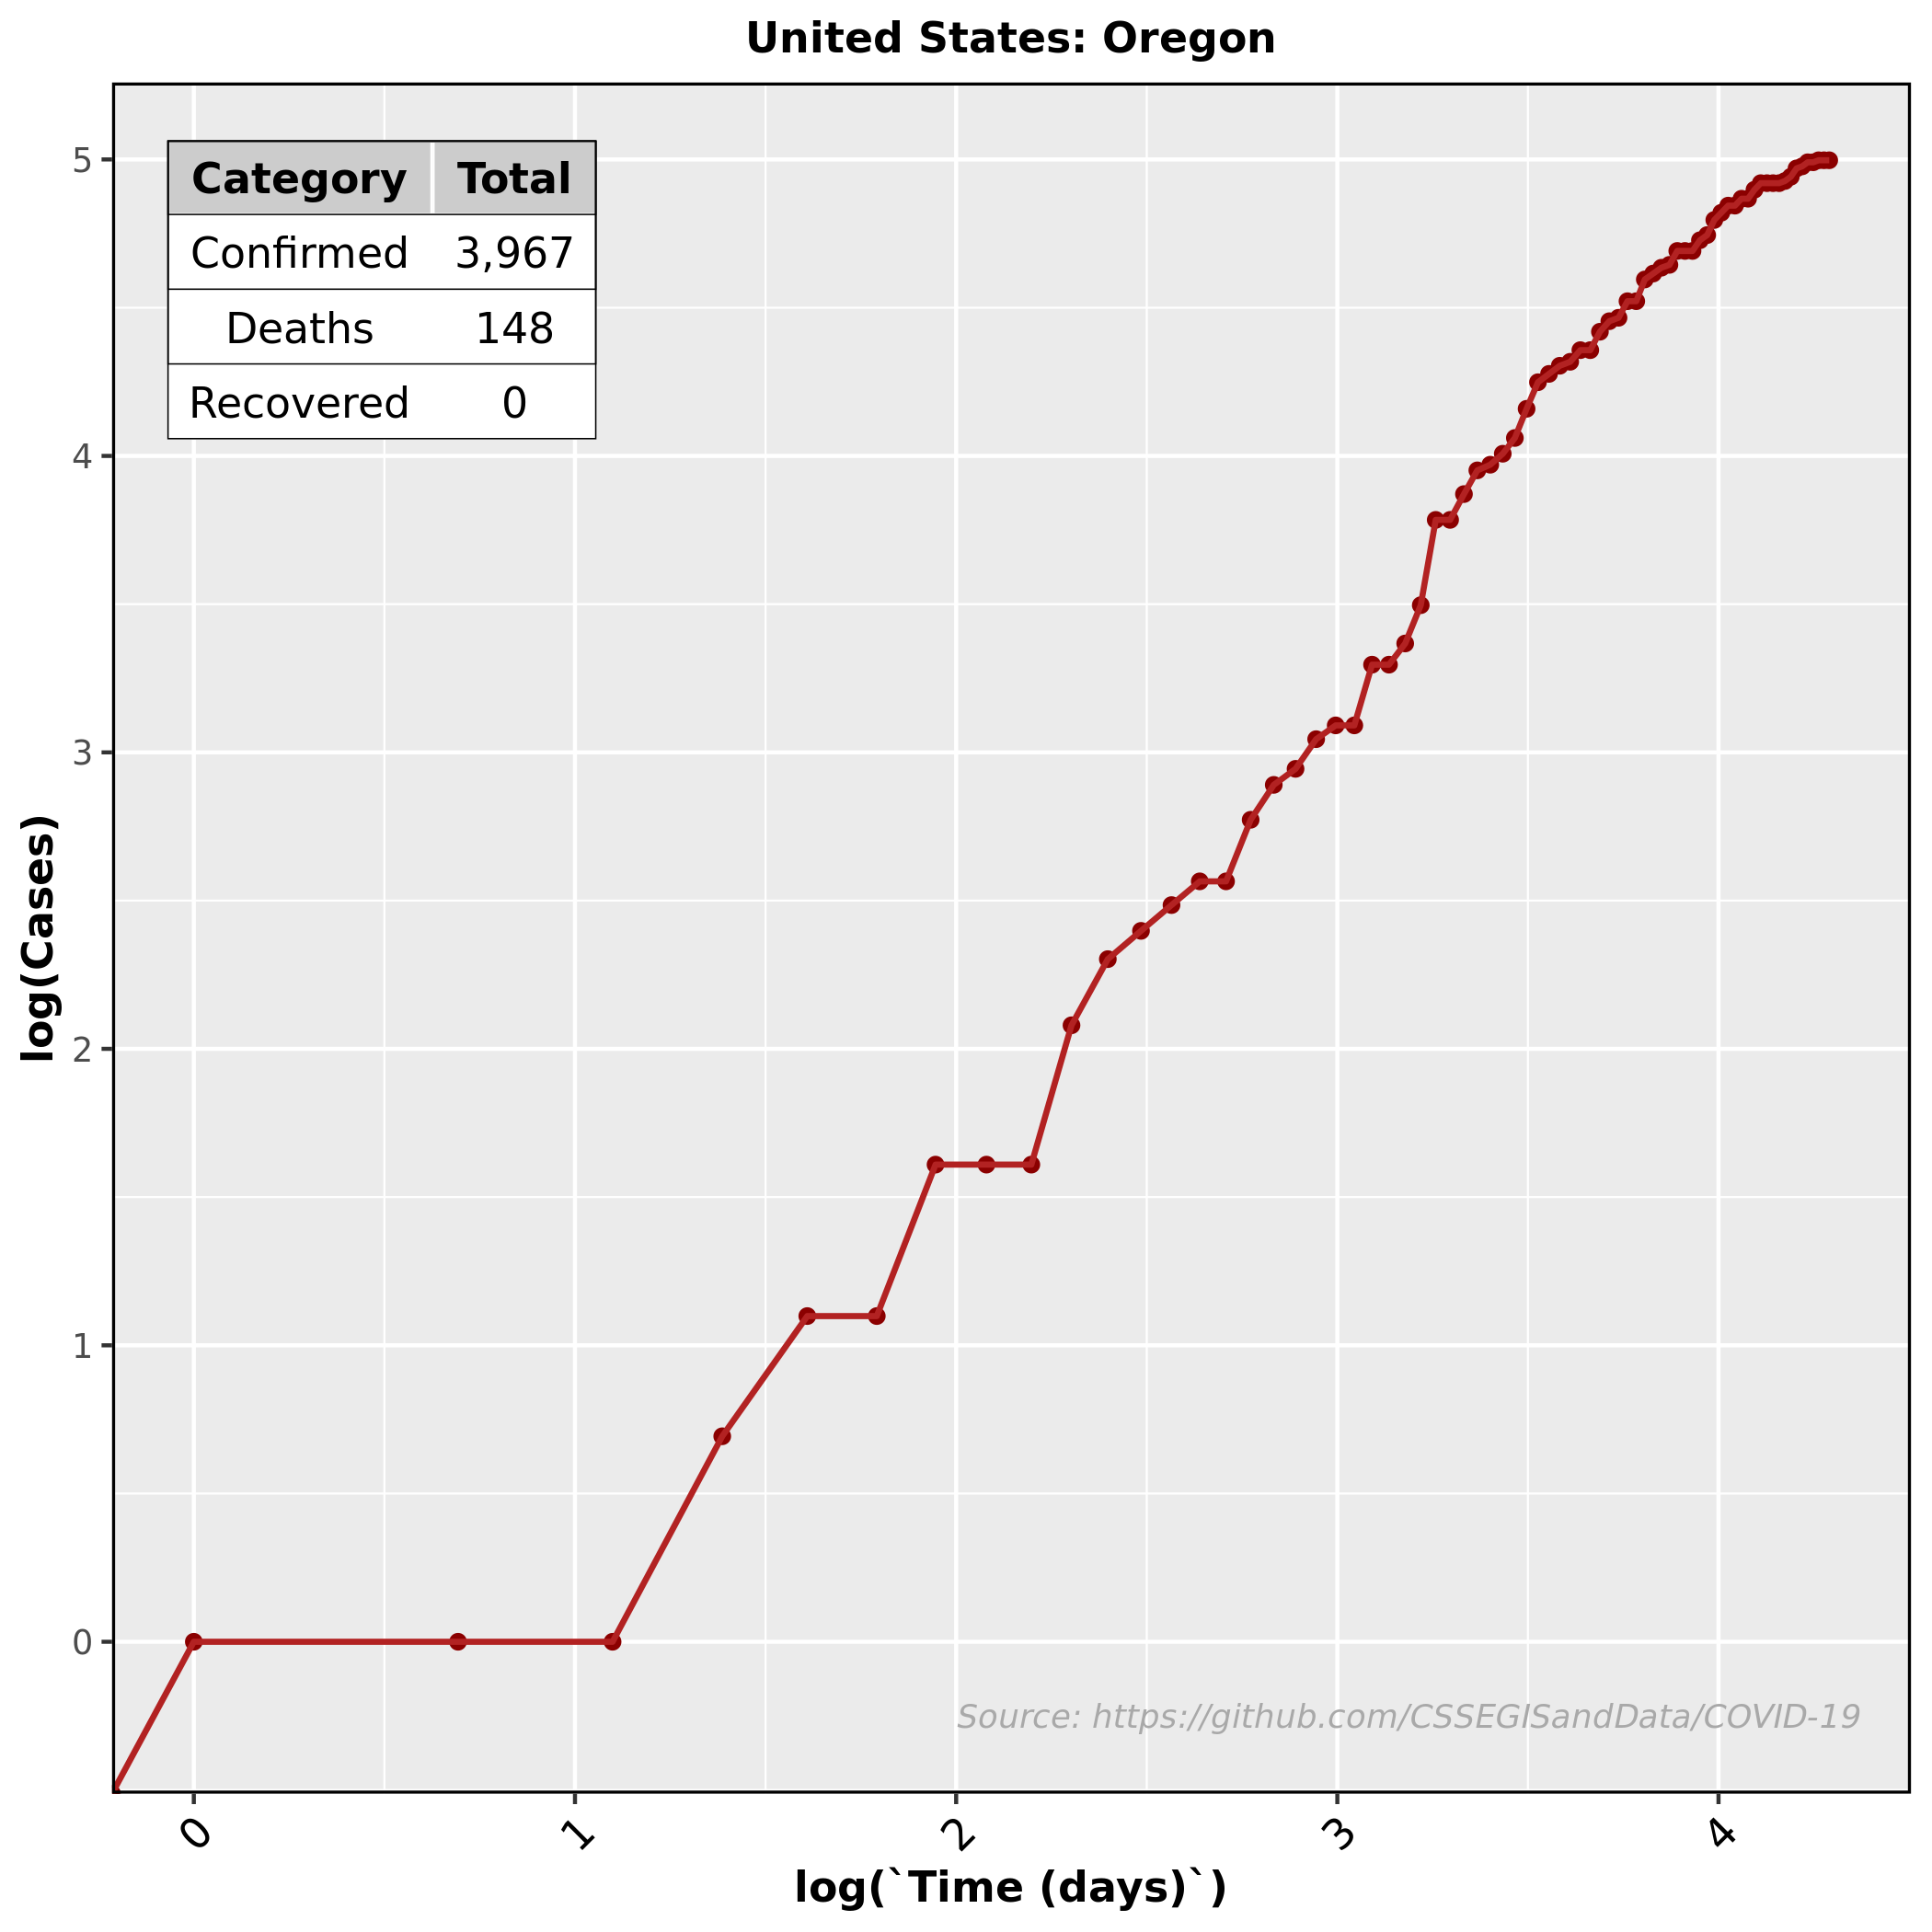 United States: Oregon
Category Total
Confirmed 3,967
Deaths 148
Recovered 0
5
4
3
2
1
0
log(Cases)
Source: https://github.com/CSSEGISandData/COVID-19
0 1 2 3 4
log(`Time (days)`)